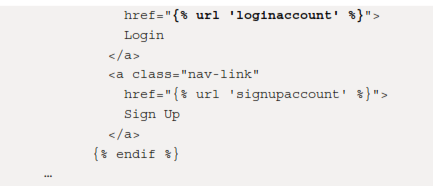 href="{% url 'loginaccount' %}">
Login
</a>
<a class="nav-link"
href="{% url 'signupaccount' %}">
Sign Up
</a>
{% endif %}
…